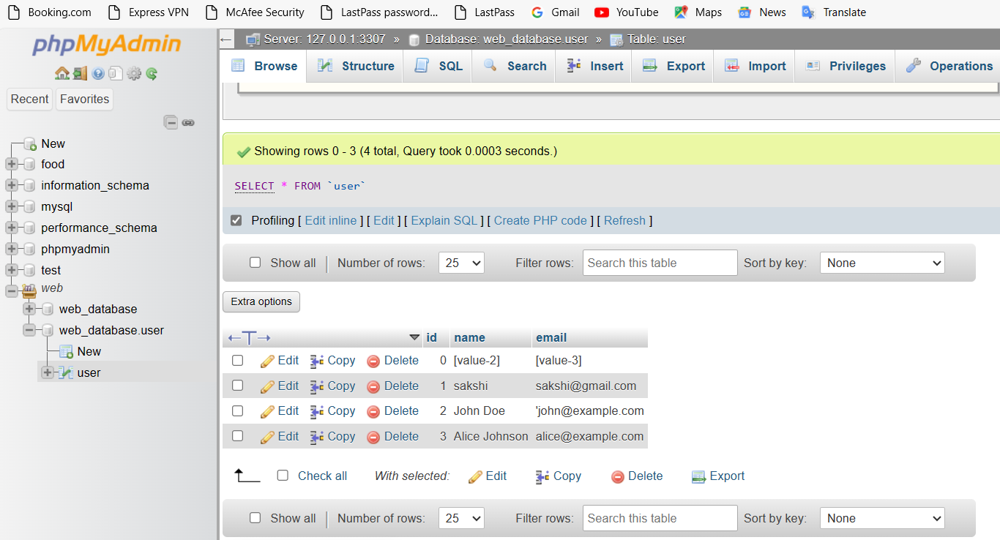 Booking.com Express VPN McAfee Security LastPass password... LastPass Gmail YouTube Maps News Translate
phpMyAdmin
Recent Favorites
New
food
information_schema
mysql
performance_schema
phpmyadmin
test
web
web_database
web_database.user
New
user
Server: 127.0.0.1:3307 » Database: web_database.user » Table: user
Browse Structure SQL Search Insert Export Import Privileges Operations
Showing rows 0 - 3 (4 total, Query took 0.0003 seconds.)
SELECT * FROM `user`
Profiling [ Edit inline ] [ Edit ] [ Explain SQL ] [ Create PHP code ] [ Refresh ]
Show all | Number of rows: 25 Filter rows: Search this table Sort by key: None
Extra options
←T→ id name email
Edit Copy Delete 0 [value-2] [value-3]
Edit Copy Delete 1 sakshi sakshi@gmail.com
Edit Copy Delete 2 John Doe 'john@example.com
Edit Copy Delete 3 Alice Johnson alice@example.com
Check all With selected: Edit Copy Delete Export
Show all | Number of rows: 25 Filter rows: Search this table Sort by key: None